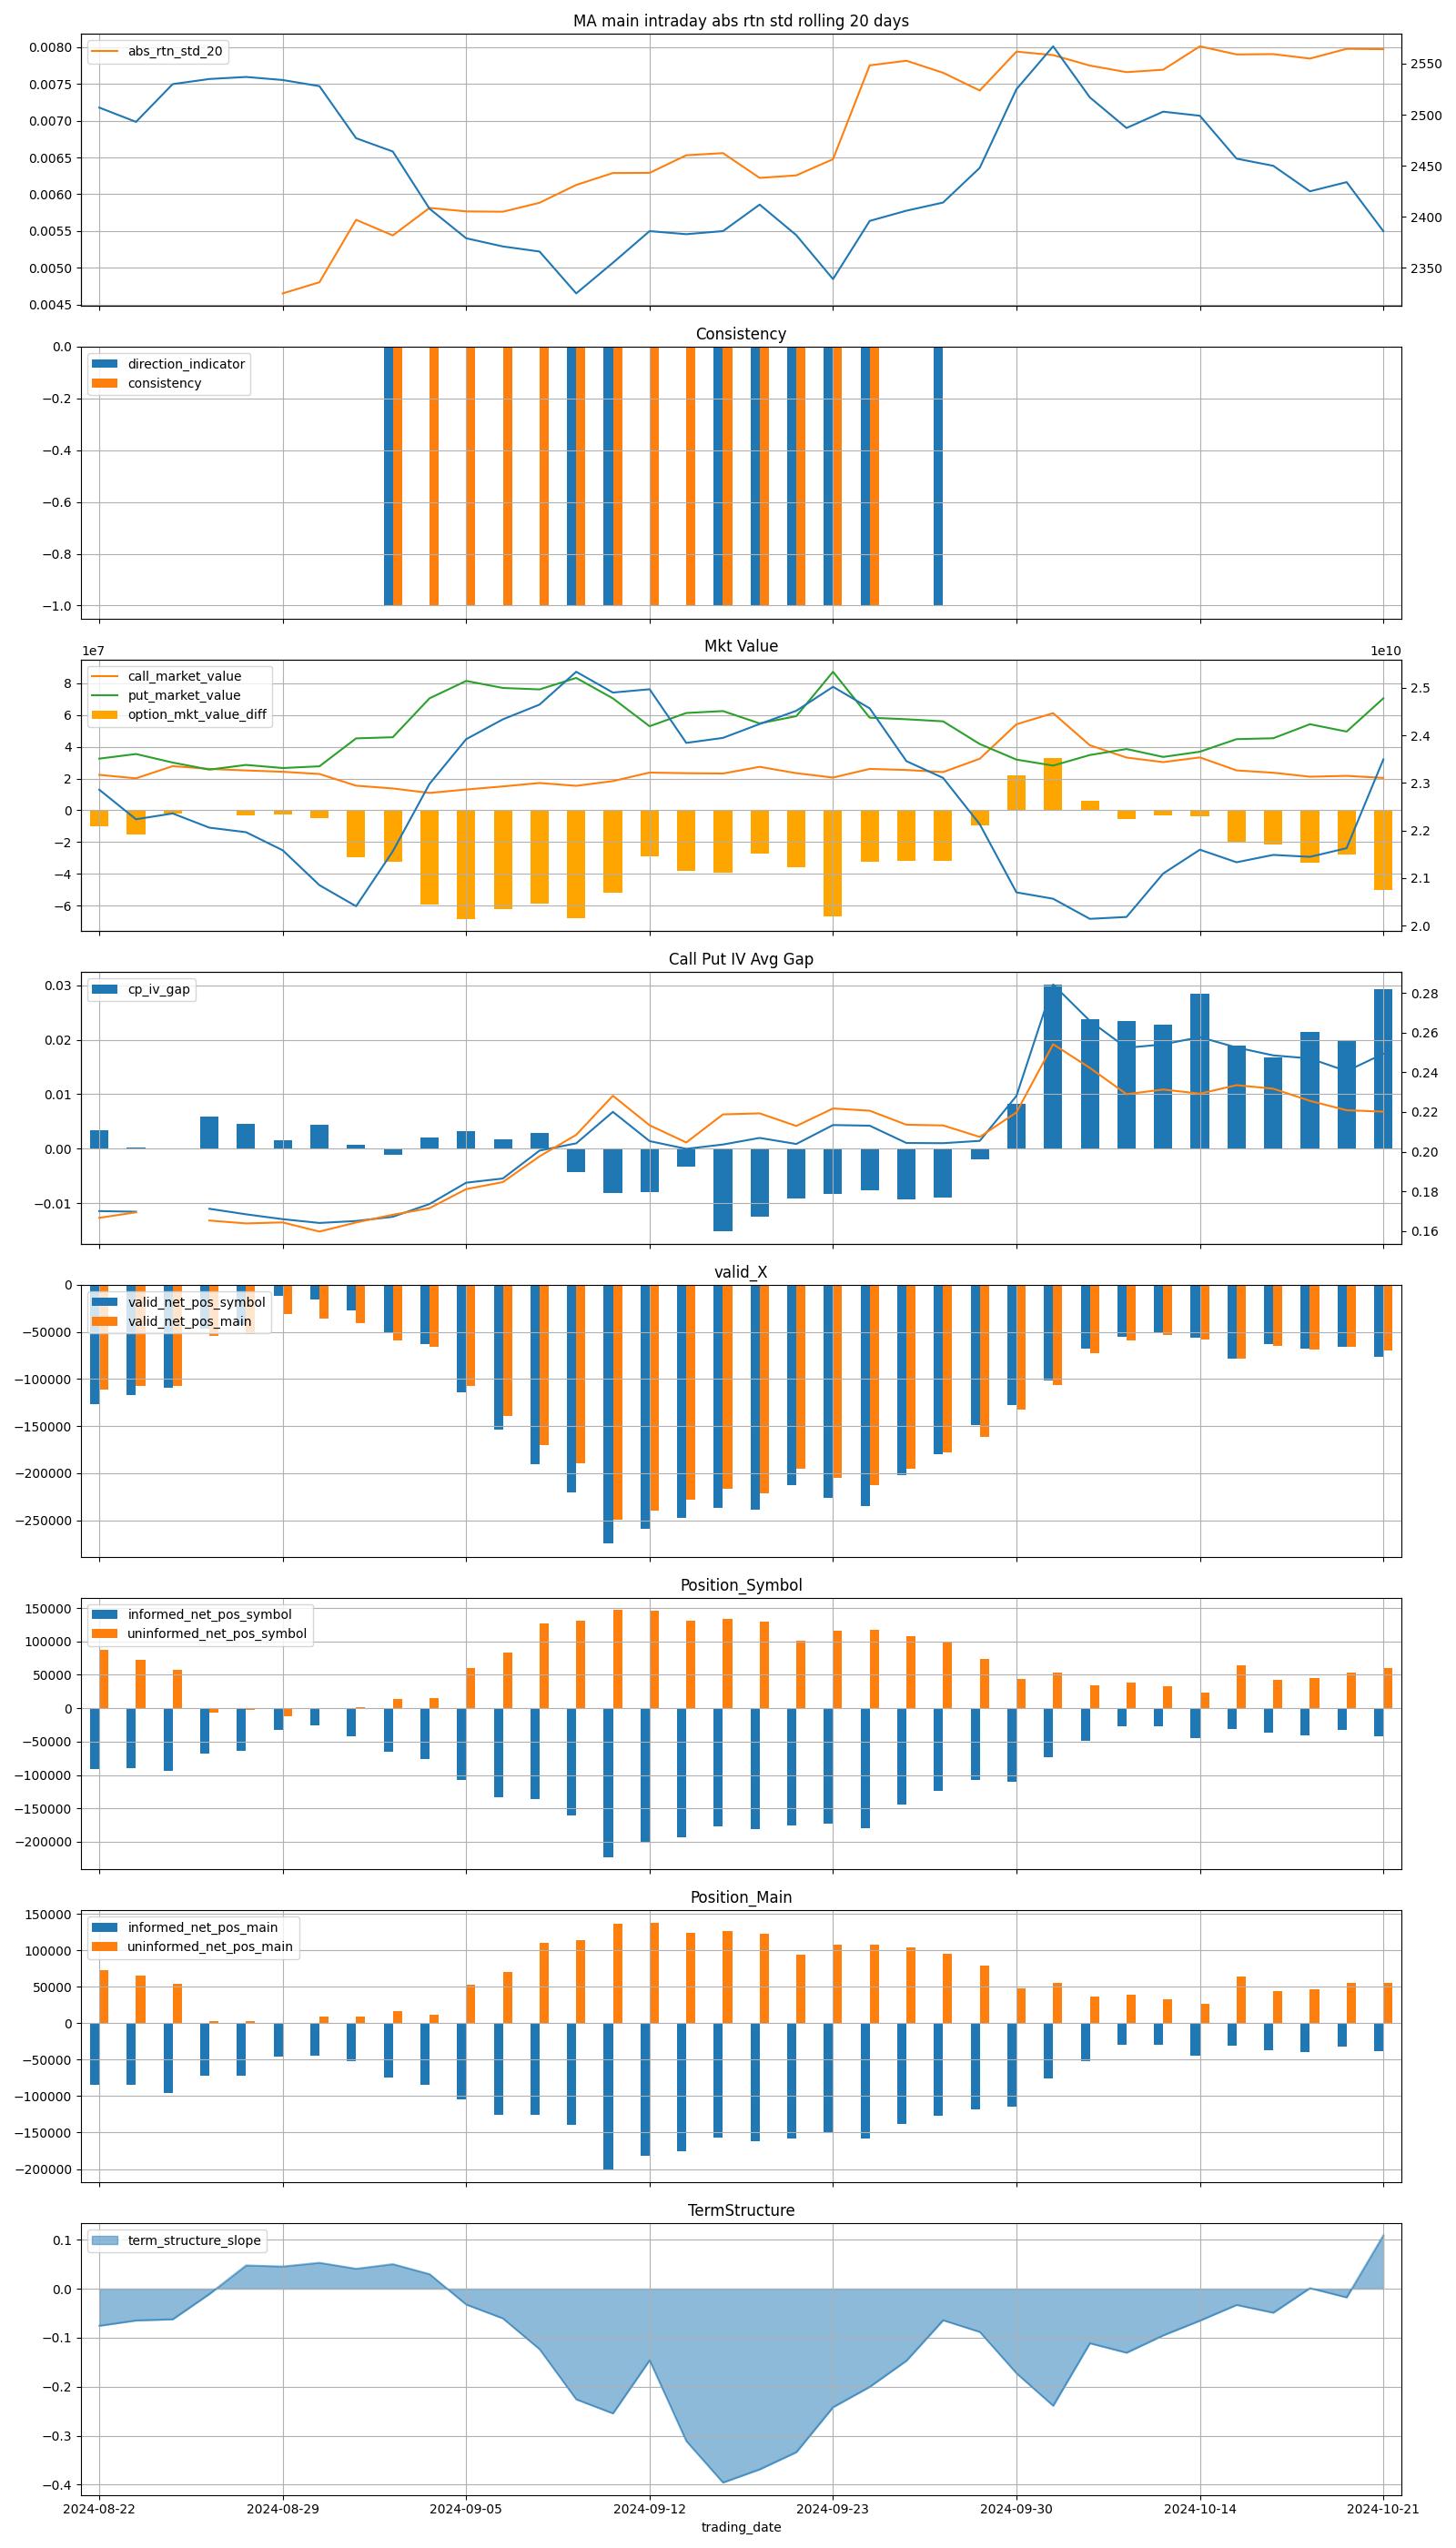 MA main intraday abs rtn std rolling 20 days
abs_rtn_std_20
0.0080
0.0075
0.0070
0.0065
0.0060
0.0055
0.0050
0.0045
2550
2500
2450
2400
2350
Consistency
direction_indicator
consistency
0.0
−0.2
−0.4
−0.6
−0.8
−1.0
Mkt Value
1e7
1e10
call_market_value
put_market_value
option_mkt_value_diff
8
6
4
2
0
−2
−4
−6
2.5
2.4
2.3
2.2
2.1
2.0
Call Put IV Avg Gap
cp_iv_gap
0.03
0.02
0.01
0.00
−0.01
0.28
0.26
0.24
0.22
0.20
0.18
0.16
valid_X
valid_net_pos_symbol
valid_net_pos_main
0
−50000
−100000
−150000
−200000
−250000
Position_Symbol
informed_net_pos_symbol
uninformed_net_pos_symbol
150000
100000
50000
0
−50000
−100000
−150000
−200000
Position_Main
informed_net_pos_main
uninformed_net_pos_main
150000
100000
50000
0
−50000
−100000
−150000
−200000
TermStructure
term_structure_slope
0.1
0.0
−0.1
−0.2
−0.3
−0.4
2024-08-22 2024-08-29 2024-09-05 2024-09-12 2024-09-23 2024-09-30 2024-10-14 2024-10-21
trading_date